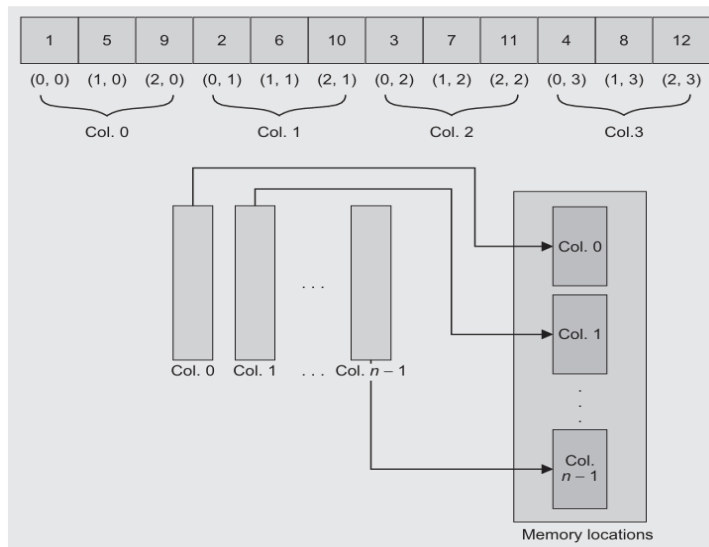 1 5 9 2 6 10 3 7 11 4 8 12
(0, 0) (1, 0) (2, 0) (0, 1) (1, 1) (2, 1) (0, 2) (1, 2) (2, 2) (0, 3) (1, 3) (2, 3)
Col. 0 Col. 1 Col. 2 Col.3
Col. 0
. . .
Col. 1
Col. 0 Col. 1 . . . Col. n – 1
.
.
.
Col.
n – 1
Memory locations